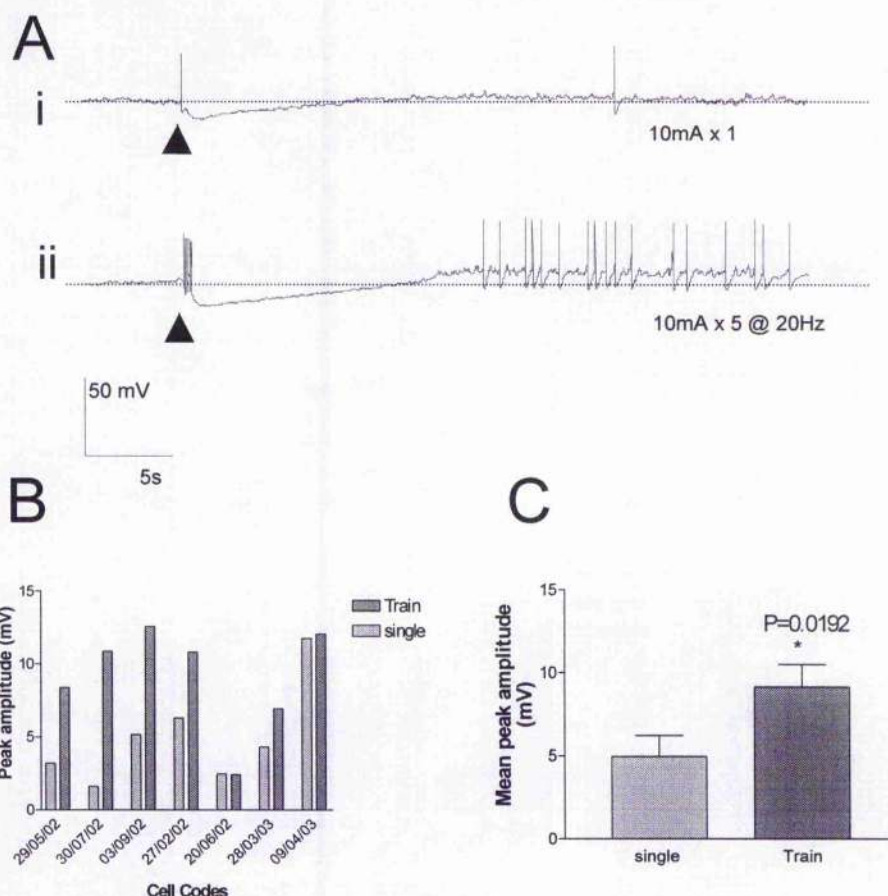 A
i
10mA x 1
ii
10mA x 5 @ 20Hz
50 mV
5s
B
15
10
5
0
Peak amplitude (mV)
Train
single
29/05/02
30/07/02
03/09/02
27/02/02
20/06/02
28/03/03
09/04/03
Cell Codes
C
15
10
5
0
Mean peak amplitude
(mV)
P=0.0192
*
single
Train